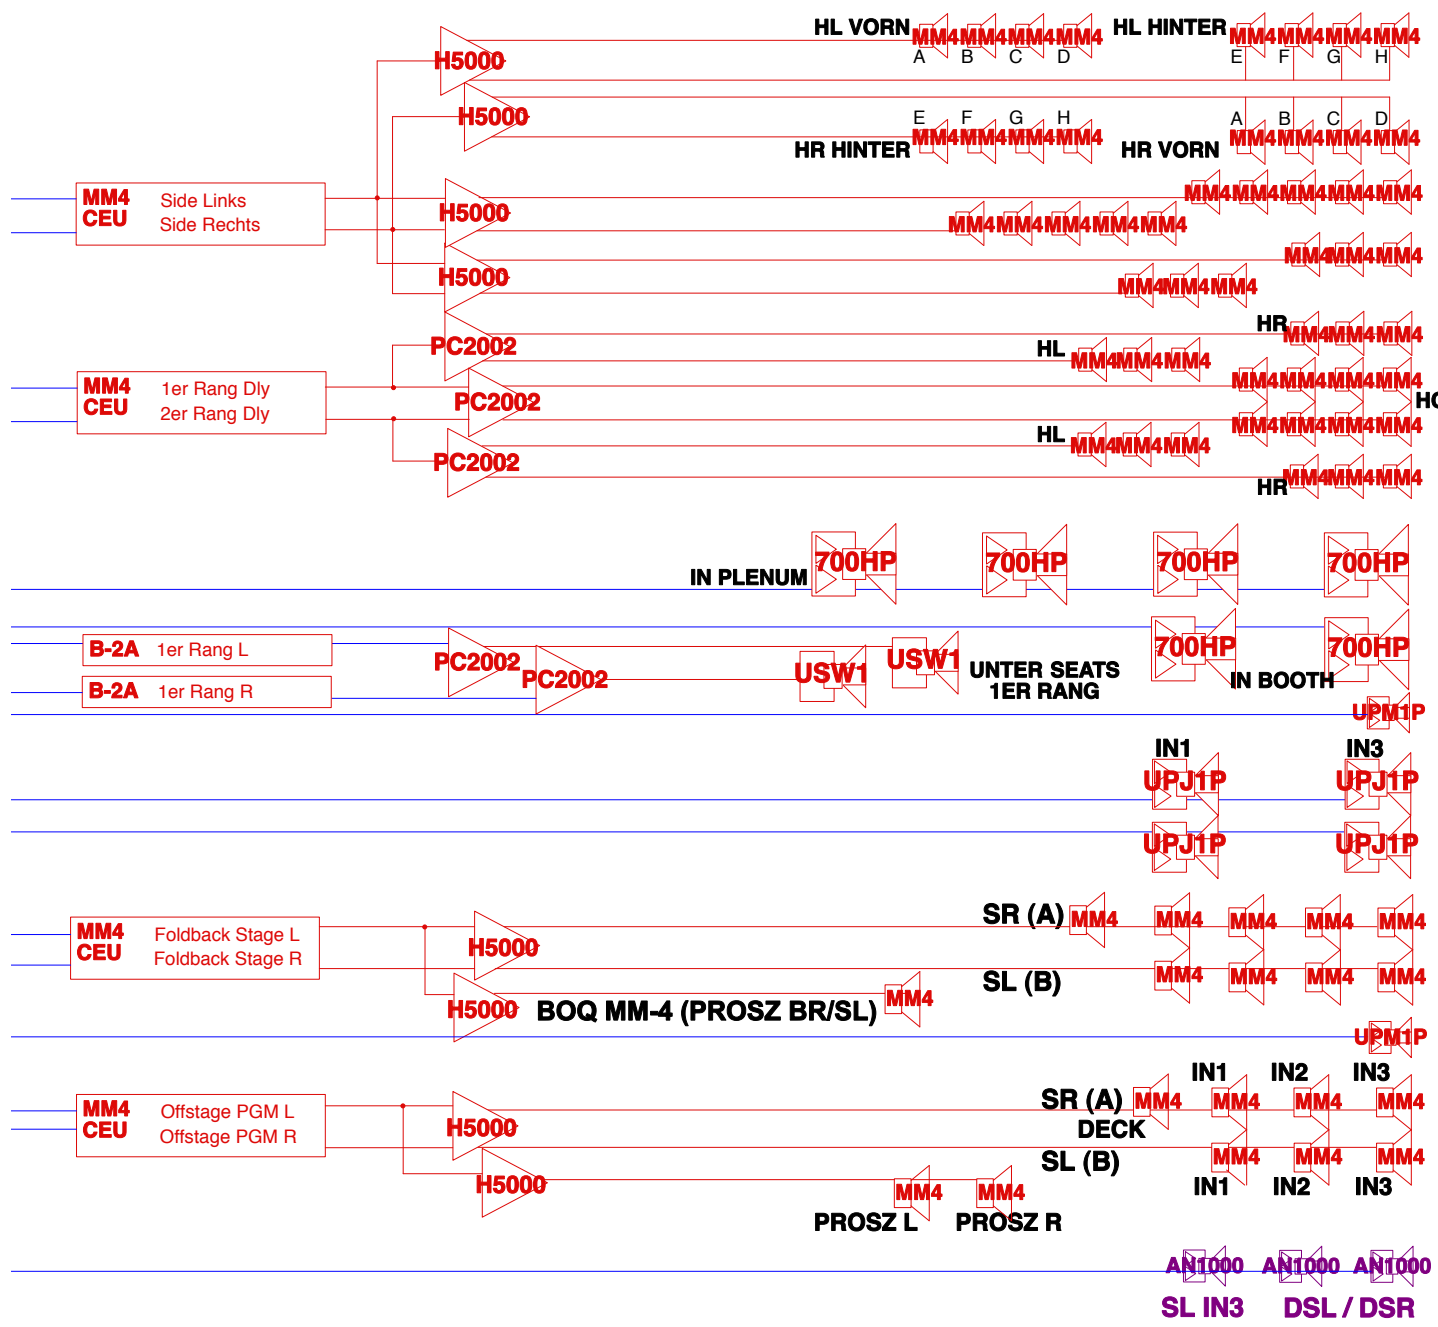 HL VORN MM4 MM4 MM4 MM4 HL HINTER MM4 MM4 MM4 MM4
A B C D E F G H
H5000
H5000
E F G H A B C D
MM4 MM4 MM4 MM4 MM4 MM4 MM4 MM4
HR HINTER HR VORN
MM4 CEU
Side Links
Side Rechts
H5000
MM4 MM4 MM4 MM4 MM4
MM4 MM4 MM4 MM4 MM4
H5000
MM4 MM4 MM4
MM4 MM4 MM4
PC2002
HR MM4 MM4 MM4
HL MM4 MM4 MM4
MM4 CEU
1er Rang Dly
2er Rang Dly
PC2002
MM4 MM4 MM4 MM4
MM4 MM4 MM4 MM4
PC2002
HL MM4 MM4 MM4
HR MM4 MM4 MM4
IN PLENUM 700HP 700HP 700HP 700HP
B-2A 1er Rang L
PC2002
PC2002
USW1 USW1
UNTER SEATS
1ER RANG
700HP 700HP
IN BOOTH
B-2A 1er Rang R
UPM1P
IN1 IN3
UPJ1P UPJ1P
UPJ1P UPJ1P
MM4 CEU
Foldback Stage L
Foldback Stage R
H5000
SR (A) MM4 MM4 MM4 MM4 MM4
SL (B) MM4 MM4 MM4 MM4
H5000
BOQ MM-4 (PROSZ BR/SL) MM4
UPM1P
IN1 IN2 IN3
MM4 CEU
Offstage PGM L
Offstage PGM R
H5000
SR (A) MM4 MM4 MM4 MM4
DECK
SL (B) MM4 MM4 MM4
IN1 IN2 IN3
H5000
MM4 MM4
PROSZ L PROSZ R
AN1000 AN1000 AN1000
SL IN3 DSL / DSR